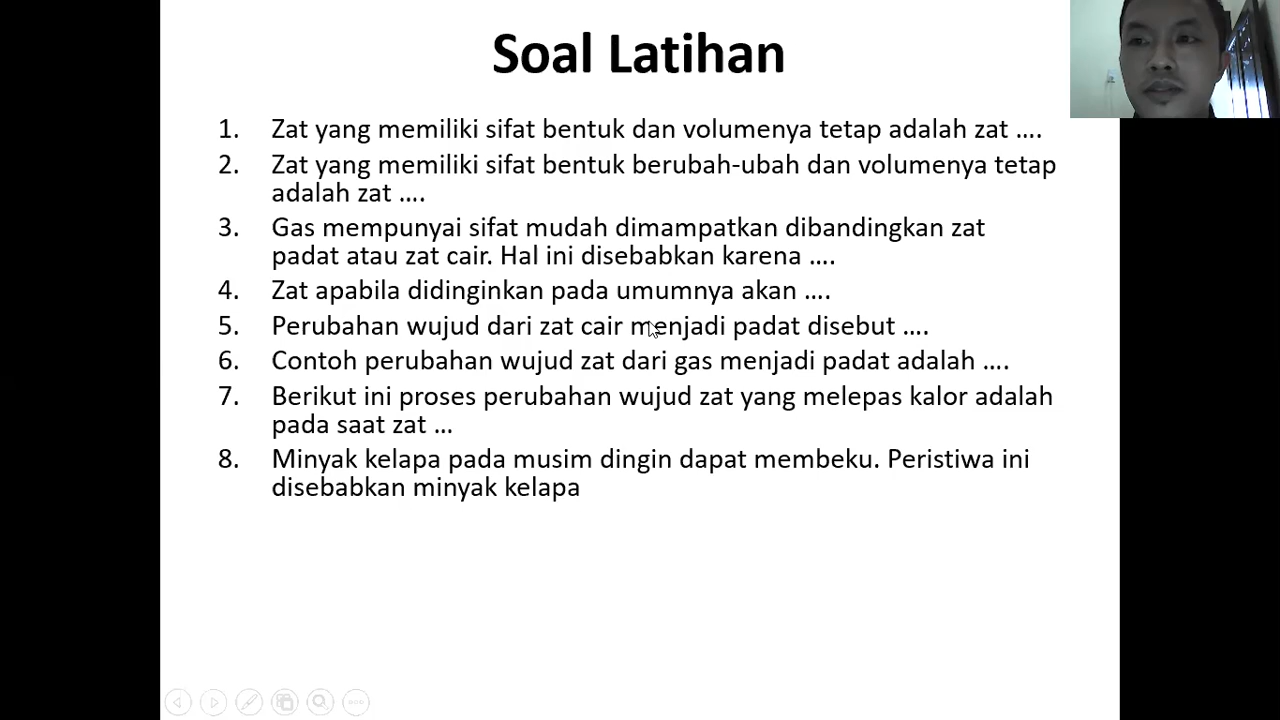 Soal Latihan
1. Zat yang memiliki sifat bentuk dan volumenya tetap adalah zat ....
2. Zat yang memiliki sifat bentuk berubah-ubah dan volumenya tetap
adalah zat ....
3. Gas mempunyai sifat mudah dimampatkan dibandingkan zat
padat atau zat cair. Hal ini disebabkan karena ....
4. Zat apabila didinginkan pada umumnya akan ....
5. Perubahan wujud dari zat cair menjadi padat disebut ....
6. Contoh perubahan wujud zat dari gas menjadi padat adalah ....
7. Berikut ini proses perubahan wujud zat yang melepas kalor adalah
pada saat zat ...
8. Minyak kelapa pada musim dingin dapat membeku. Peristiwa ini
disebabkan minyak kelapa